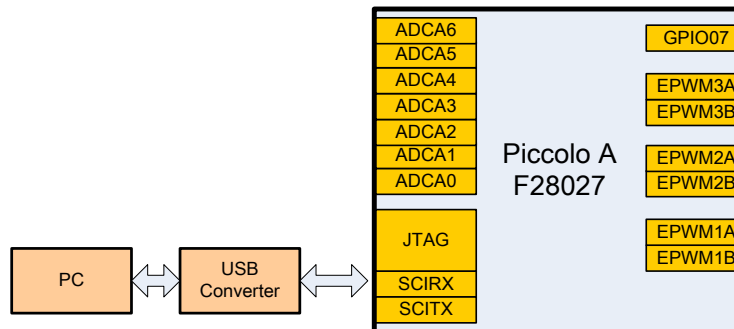 ADCA6
ADCA5
ADCA4
ADCA3
ADCA2
ADCA1
ADCA0
JTAG
SCIRX
SCITX
Piccolo A
F28027
GPIO07
EPWM3A
EPWM3B
EPWM2A
EPWM2B
EPWM1A
EPWM1B
PC
USB
Converter